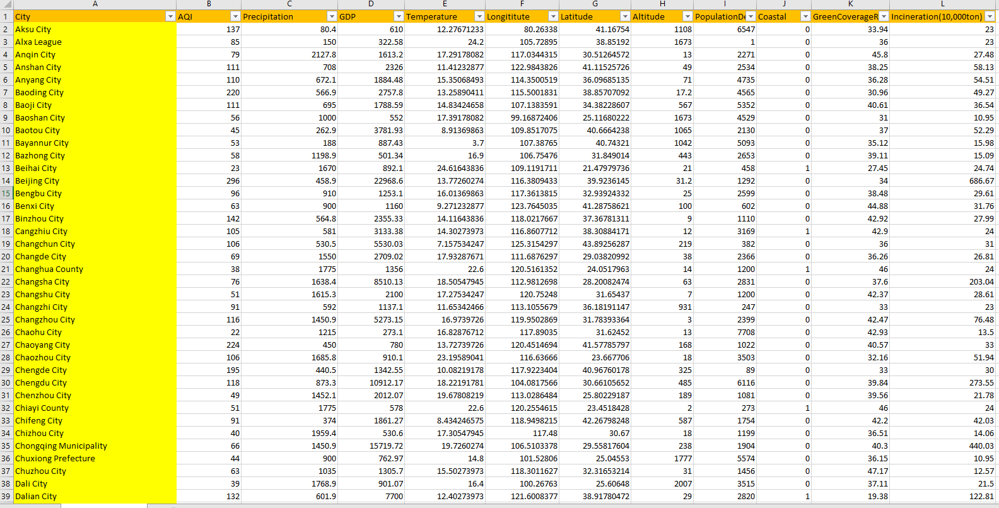 A B C D E F G H I J K L
1 City AQI Precipitation GDP Temperature Longititute Latitude Altitude PopulationDe Coastal GreenCoverageR Incineration(10,000ton)
2 Aksu City 137 80.4 610 12.27671233 80.26338 41.16754 1108 6547 0 33.94 23
3 Alxa League 85 150 322.58 24.2 105.72895 38.85192 1673 1 0 36 23
4 Anqin City 79 2127.8 1613.2 17.29178082 117.0344315 30.51264572 13 2271 0 45.8 27.48
5 Anshan City 111 708 2326 11.41232877 122.9843826 41.11525726 49 2534 0 38.25 58.13
6 Anyang City 110 672.1 1884.48 15.35068493 114.3500519 36.09685135 71 4735 0 36.28 54.51
7 Baoding City 220 566.9 2757.8 13.25890411 115.5001831 38.85707092 17.2 4565 0 30.96 49.27
8 Baoji City 111 695 1788.59 14.83424658 107.1383591 34.38228607 567 5352 0 40.61 36.54
9 Baoshan City 56 1000 552 17.39178082 99.16872406 25.11680222 1673 4529 0 31 10.95
10 Baotou City 45 262.9 3781.93 8.91369863 109.8517075 40.6664238 1065 2130 0 37 52.29
11 Bayannur City 53 188 887.43 3.7 107.38765 40.74321 1042 5093 0 35.12 15.98
12 Bazhong City 58 1198.9 501.34 16.9 106.75476 31.849014 443 2653 0 39.11 15.09
13 Beihai City 23 1670 892.1 24.61643836 109.1191711 21.47979736 21 458 1 27.45 24.74
14 Beijing City 296 458.9 22968.6 13.77260274 116.3809433 39.9236145 31.2 1292 0 34 686.67
15 Bengbu City 96 910 1253.1 16.01369863 117.3613815 32.93924332 25 2599 0 38.48 29.61
16 Benxi City 63 900 1160 9.271232877 123.7645035 41.28758621 100 602 0 44.88 31.76
17 Binzhou City 142 564.8 2355.33 14.11643836 118.0217667 37.36781311 9 1110 0 42.92 27.99
18 Cangzhiu City 105 581 3133.38 14.30273973 116.8607712 38.30884171 12 3169 1 42.9 24
19 Changchun City 106 530.5 5530.03 7.157534247 125.3154297 43.89256287 219 382 0 36 31
20 Changde City 69 1550 2709.02 17.93287671 111.6876297 29.03820992 38 2366 0 36.26 26.81
21 Changhua County 38 1775 1356 22.6 120.5161352 24.0517963 14 1200 1 46 24
22 Changsha City 76 1638.4 8510.13 18.50547945 112.9812698 28.20082474 63 2831 0 37.6 203.04
23 Changshu City 51 1615.3 2100 17.27534247 120.75248 31.65437 7 1200 0 42.37 28.61
24 Changzhi City 91 592 1137.1 11.65342466 113.1055679 36.18191147 931 247 0 33 23
25 Changzhou City 116 1450.9 5273.15 16.9739726 119.9502869 31.78393364 3 2399 0 42.47 76.48
26 Chaohu City 22 1215 273.1 16.82876712 117.89035 31.62452 13 7708 0 42.93 13.5
27 Chaoyang City 224 450 780 13.72739726 120.4514694 41.57785797 168 1022 0 40.57 33
28 Chaozhou City 106 1685.8 910.1 23.19589041 116.63666 23.667706 18 3503 0 32.16 51.94
29 Chengde City 195 440.5 1342.55 10.08219178 117.9223404 40.96760178 325 89 0 33 30
30 Chengdu City 118 873.3 10912.17 18.22191781 104.0817566 30.66105652 485 6116 0 39.84 273.55
31 Chenzhou City 49 1452.1 2012.07 19.67808219 113.0286484 25.80229187 189 1081 0 39.56 21.78
32 Chiayi County 51 1775 578 22.6 120.2554615 23.4518428 2 273 1 46 24
33 Chifeng City 91 374 1861.27 8.434246575 118.9498215 42.26798248 587 1754 0 42.2 42.03
34 Chizhou City 40 1959.4 530.6 17.30547945 117.48 30.67 18 1199 0 36.51 14.06
35 Chongqing Municipality 66 1450.9 15719.72 19.7260274 106.5103378 29.55817604 238 1904 0 40.3 440.03
36 Chuxiong Prefecture 44 900 762.97 14.8 101.52806 25.04553 1777 5574 0 36.15 10.95
37 Chuzhou City 63 1035 1305.7 15.50273973 118.3011627 32.31653214 31 1456 0 47.17 12.57
38 Dali City 39 1768.9 901.07 16.4 100.26763 25.60648 2007 3515 0 37.11 21.5
39 Dalian City 132 601.9 7700 12.40273973 121.6008377 38.91780472 29 2820 1 19.38 122.81